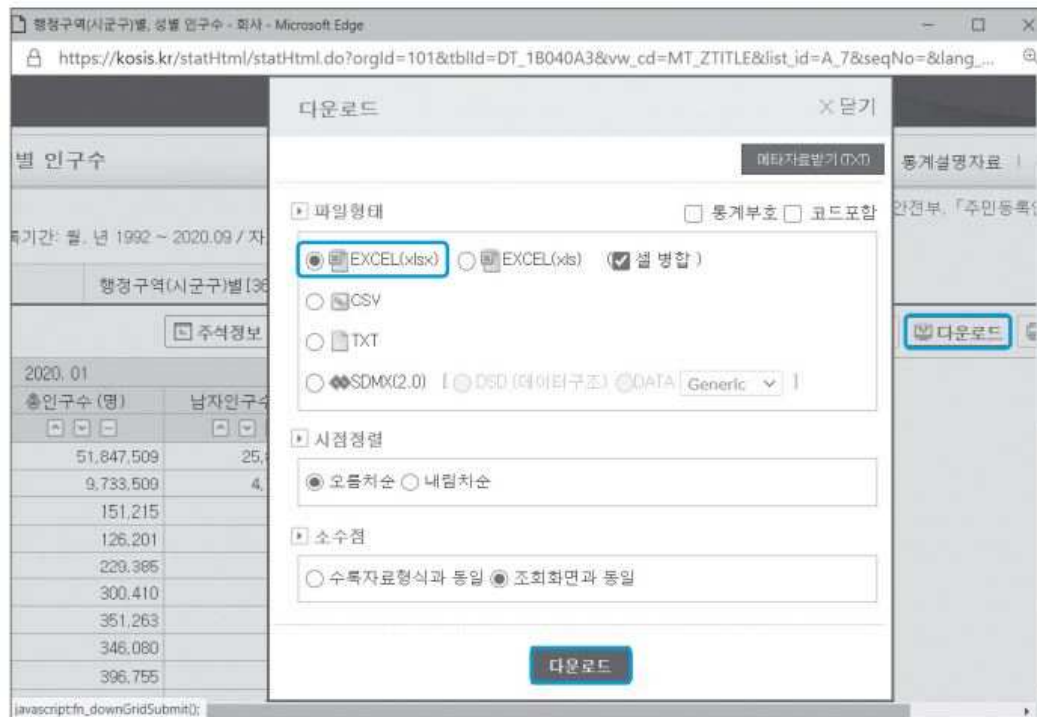 행정구역(시군구)별, 성별 인구수 - 회사 - Microsoft Edge
https://kosis.kr/statHtml/statHtml.do?orgId=101&tblId=DT_1B040A3&vw_cd=MT_ZTITLE&list_id=A_7&seqNo=&lang_...
다운로드
닫기
별 인구수
메타자료받기(TXT)
통계설명자료
파일형태
통계부호
코드포함
안전부, 「주민등록인
록기간: 월, 년 1992 ~ 2020.09 / 자
EXCEL(xlsx)
EXCEL(xls)
( 셀 병합 )
행정구역(시군구)별[36
CSV
주석정보
TXT
다운로드
SDMX(2.0) [ DSD (데이터구조) DATA Generic ]
2020. 01
총인구수 (명)
남자인구수
시점정렬
51,847,509
25,
오름차순
내림차순
9,733,509
4,
151,215
126,201
소수점
229,385
수록자료형식과 동일
조회화면과 동일
300,410
351,263
346,080
다운로드
396,755
javascript:fn_downGridSubmit();